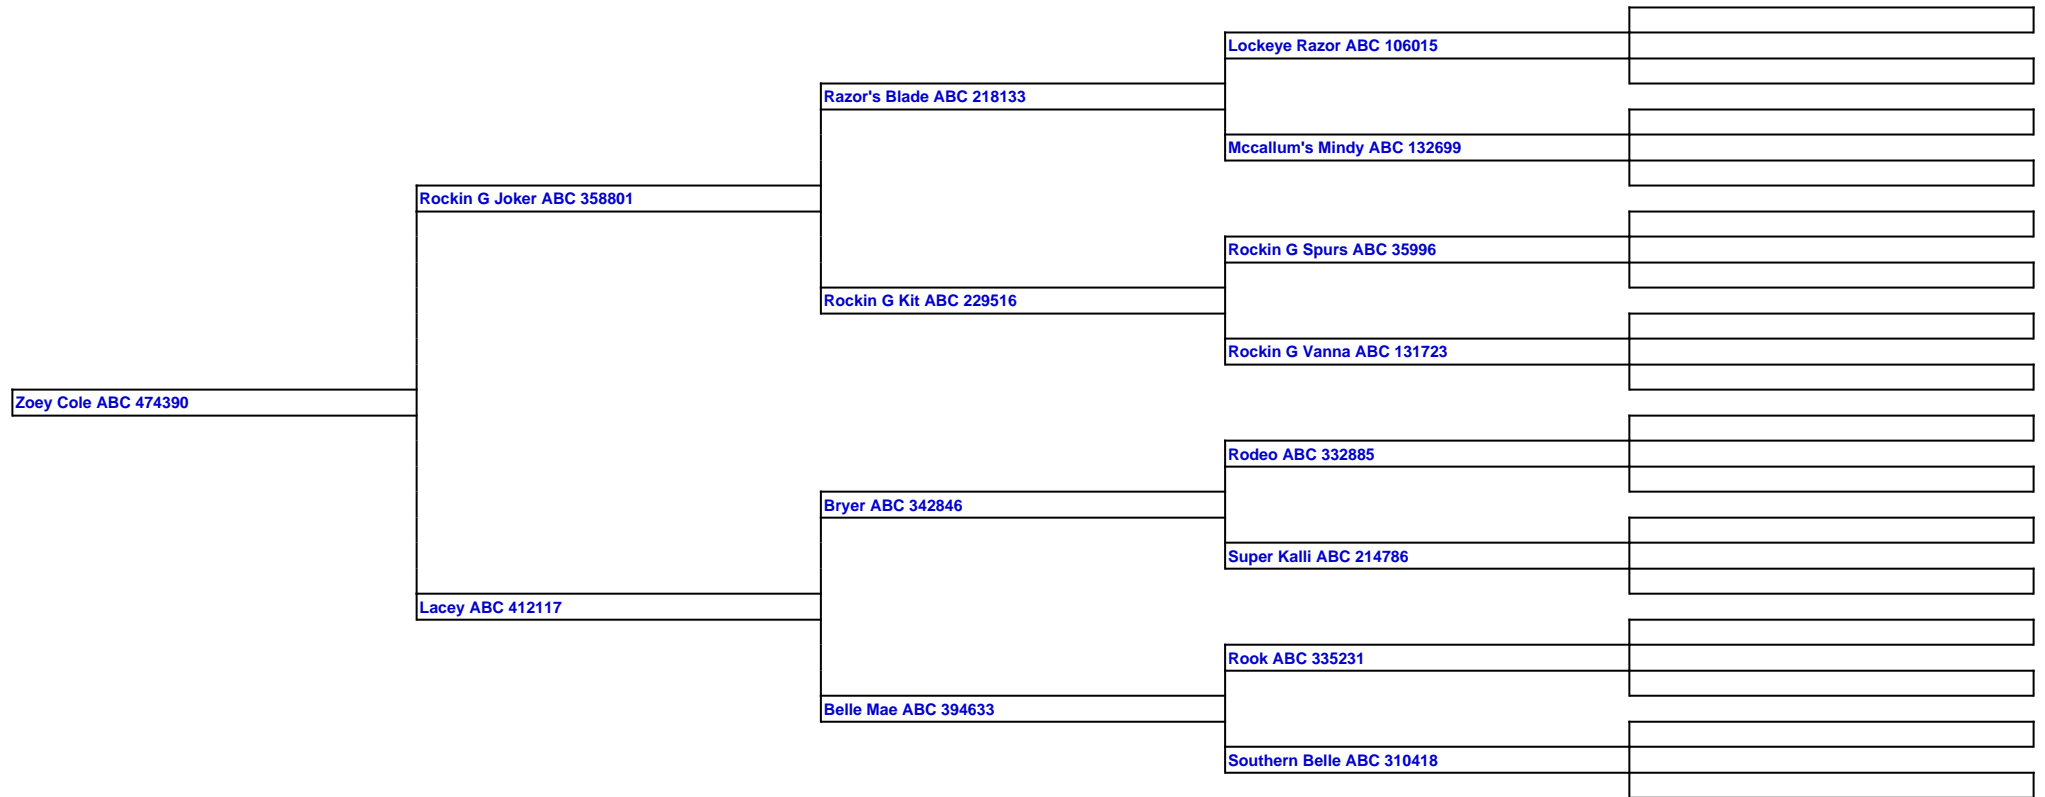 Lockeye Razor ABC 106015
Razor's Blade ABC 218133
Mccallum's Mindy ABC 132699
Rockin G Joker ABC 358801
Rockin G Spurs ABC 35996
Rockin G Kit ABC 229516
Rockin G Vanna ABC 131723
Zoey Cole ABC 474390
Rodeo ABC 332885
Bryer ABC 342846
Super Kalli ABC 214786
Lacey ABC 412117
Rook ABC 335231
Belle Mae ABC 394633
Southern Belle ABC 310418